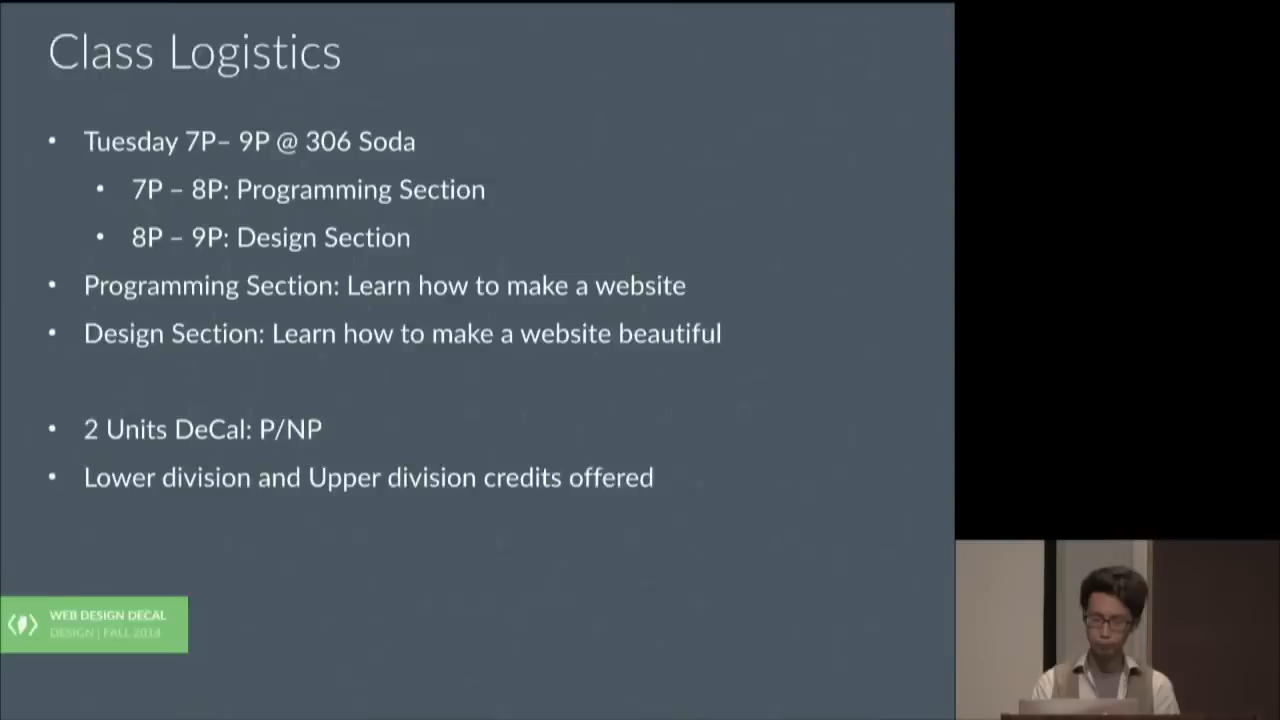 Class Logistics
• Tuesday 7P– 9P @ 306 Soda
• 7P – 8P: Programming Section
• 8P – 9P: Design Section
• Programming Section: Learn how to make a website
• Design Section: Learn how to make a website beautiful
• 2 Units DeCal: P/NP
• Lower division and Upper division credits offered
WEB DESIGN DECAL
DESIGN | FALL